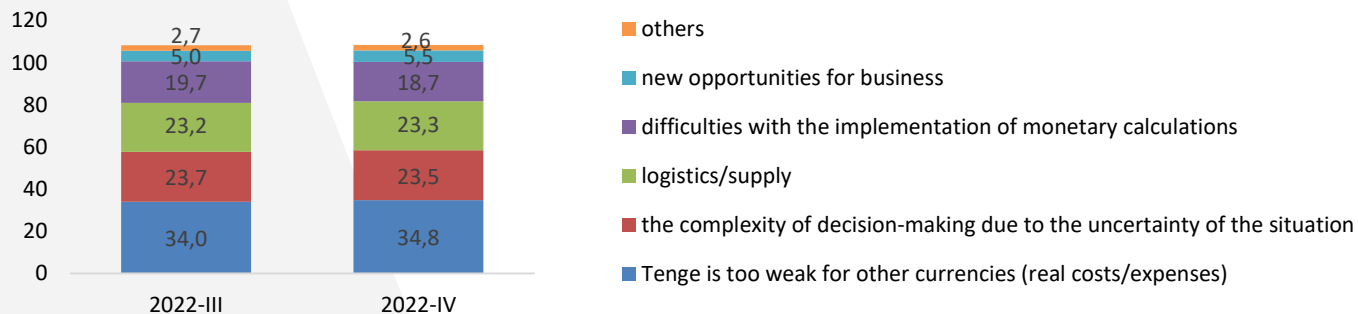 120
100
80
60
40
20
0
2,7
5,0
19,7
23,2
23,7
34,0
2,6
5,5
18,7
23,3
23,5
34,8
2022-III
2022-IV
others
new opportunities for business
difficulties with the implementation of monetary calculations
logistics/supply
the complexity of decision-making due to the uncertainty of the situation
Tenge is too weak for other currencies (real costs/expenses)